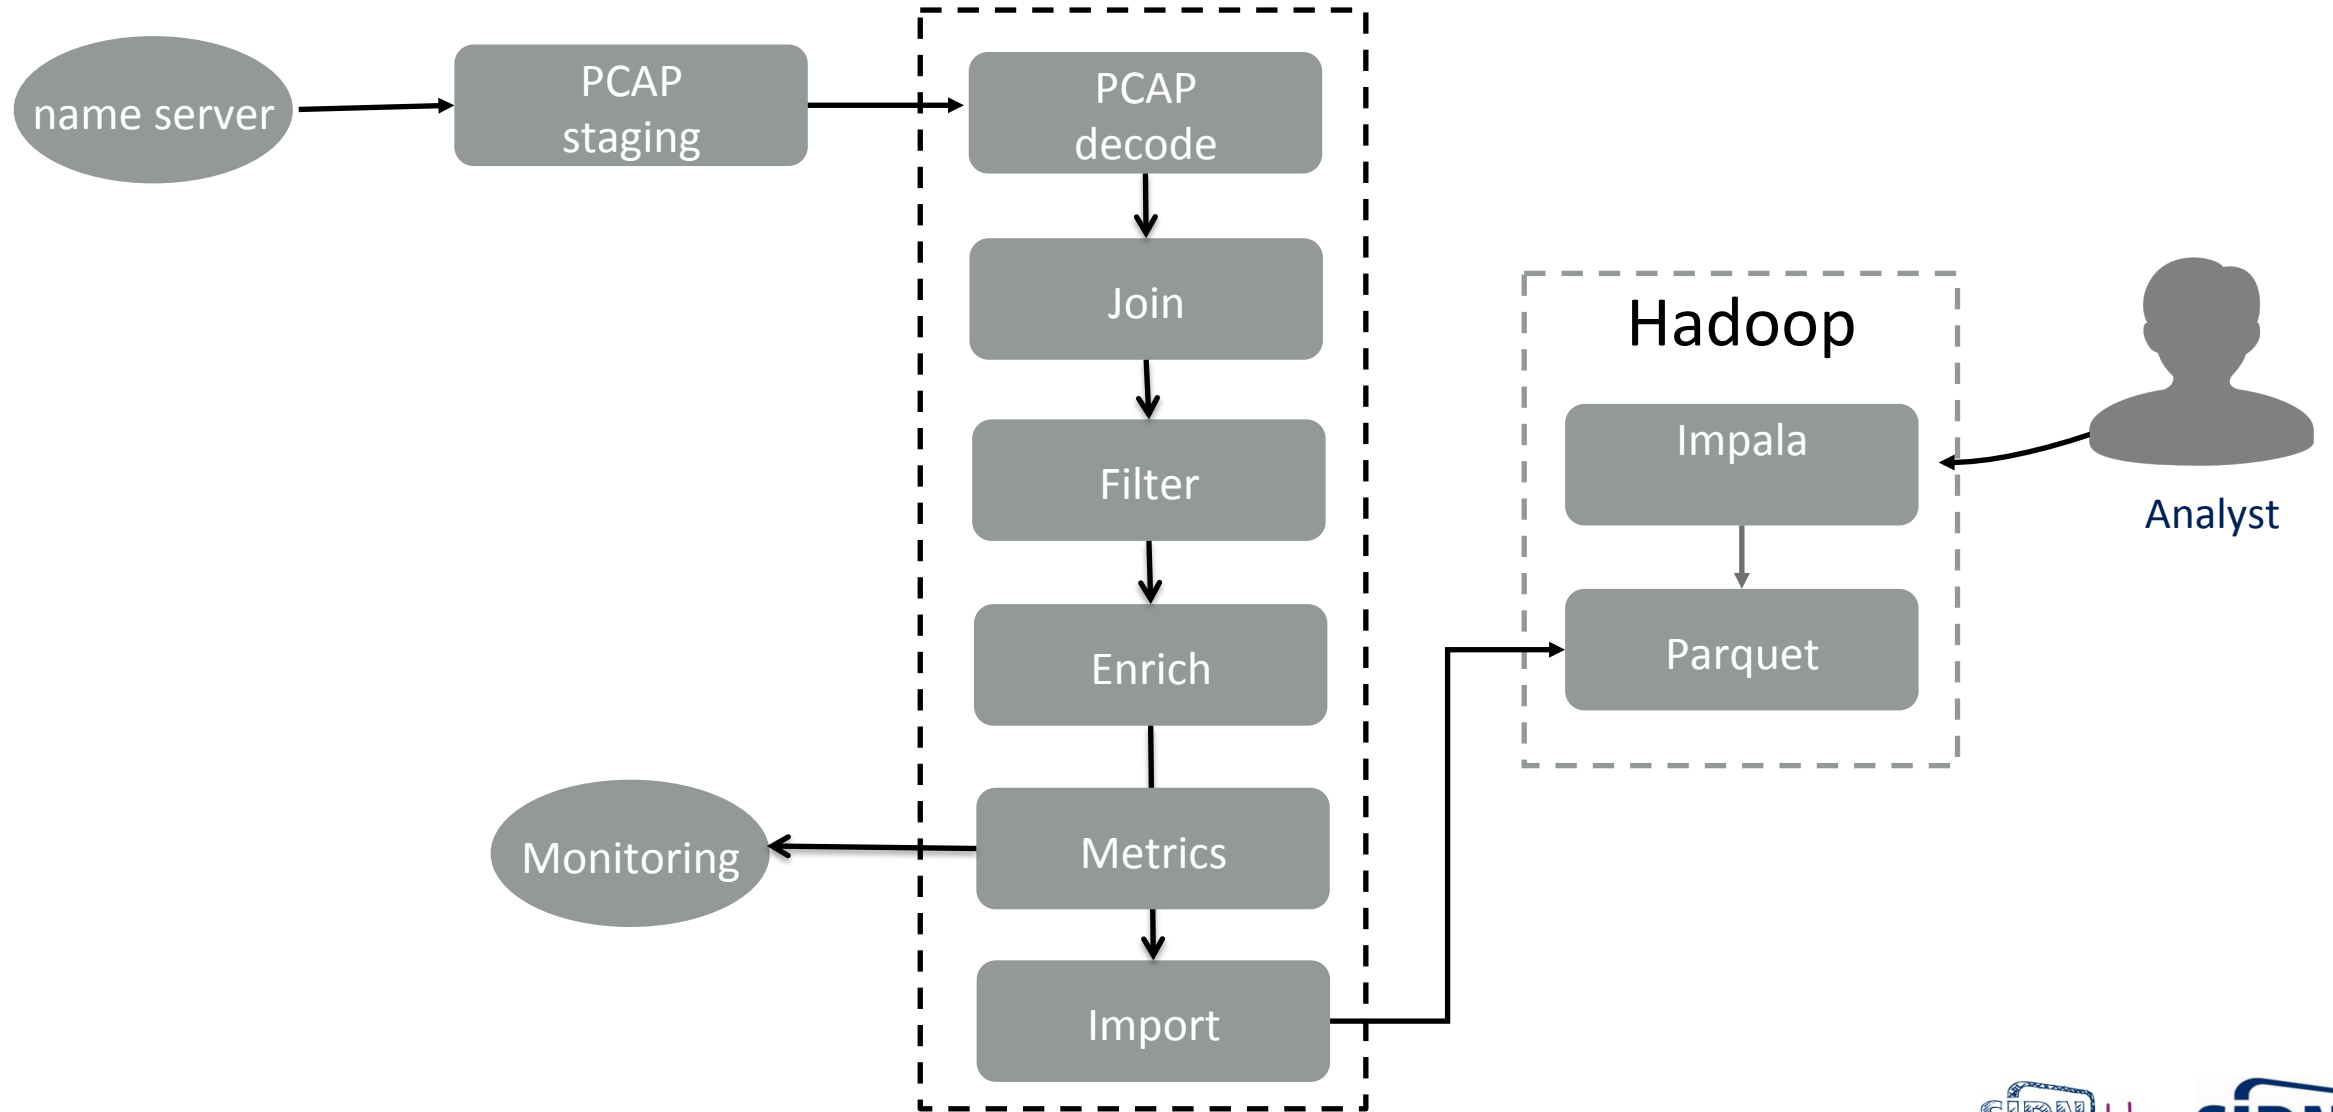 name server
PCAP
staging
PCAP
decode
Join
Filter
Enrich
Metrics
Import
Monitoring
Hadoop
Impala
Parquet
Analyst